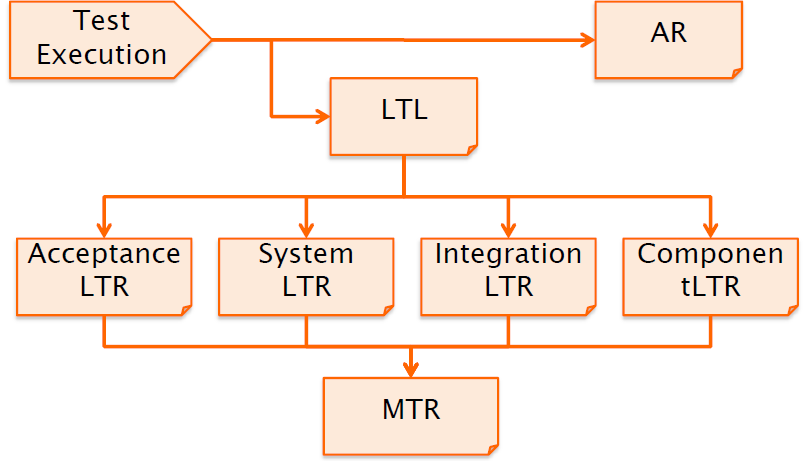 Test
Execution
AR
LTL
Acceptance
LTR
System
LTR
Integration
LTR
Componen
tLTR
MTR